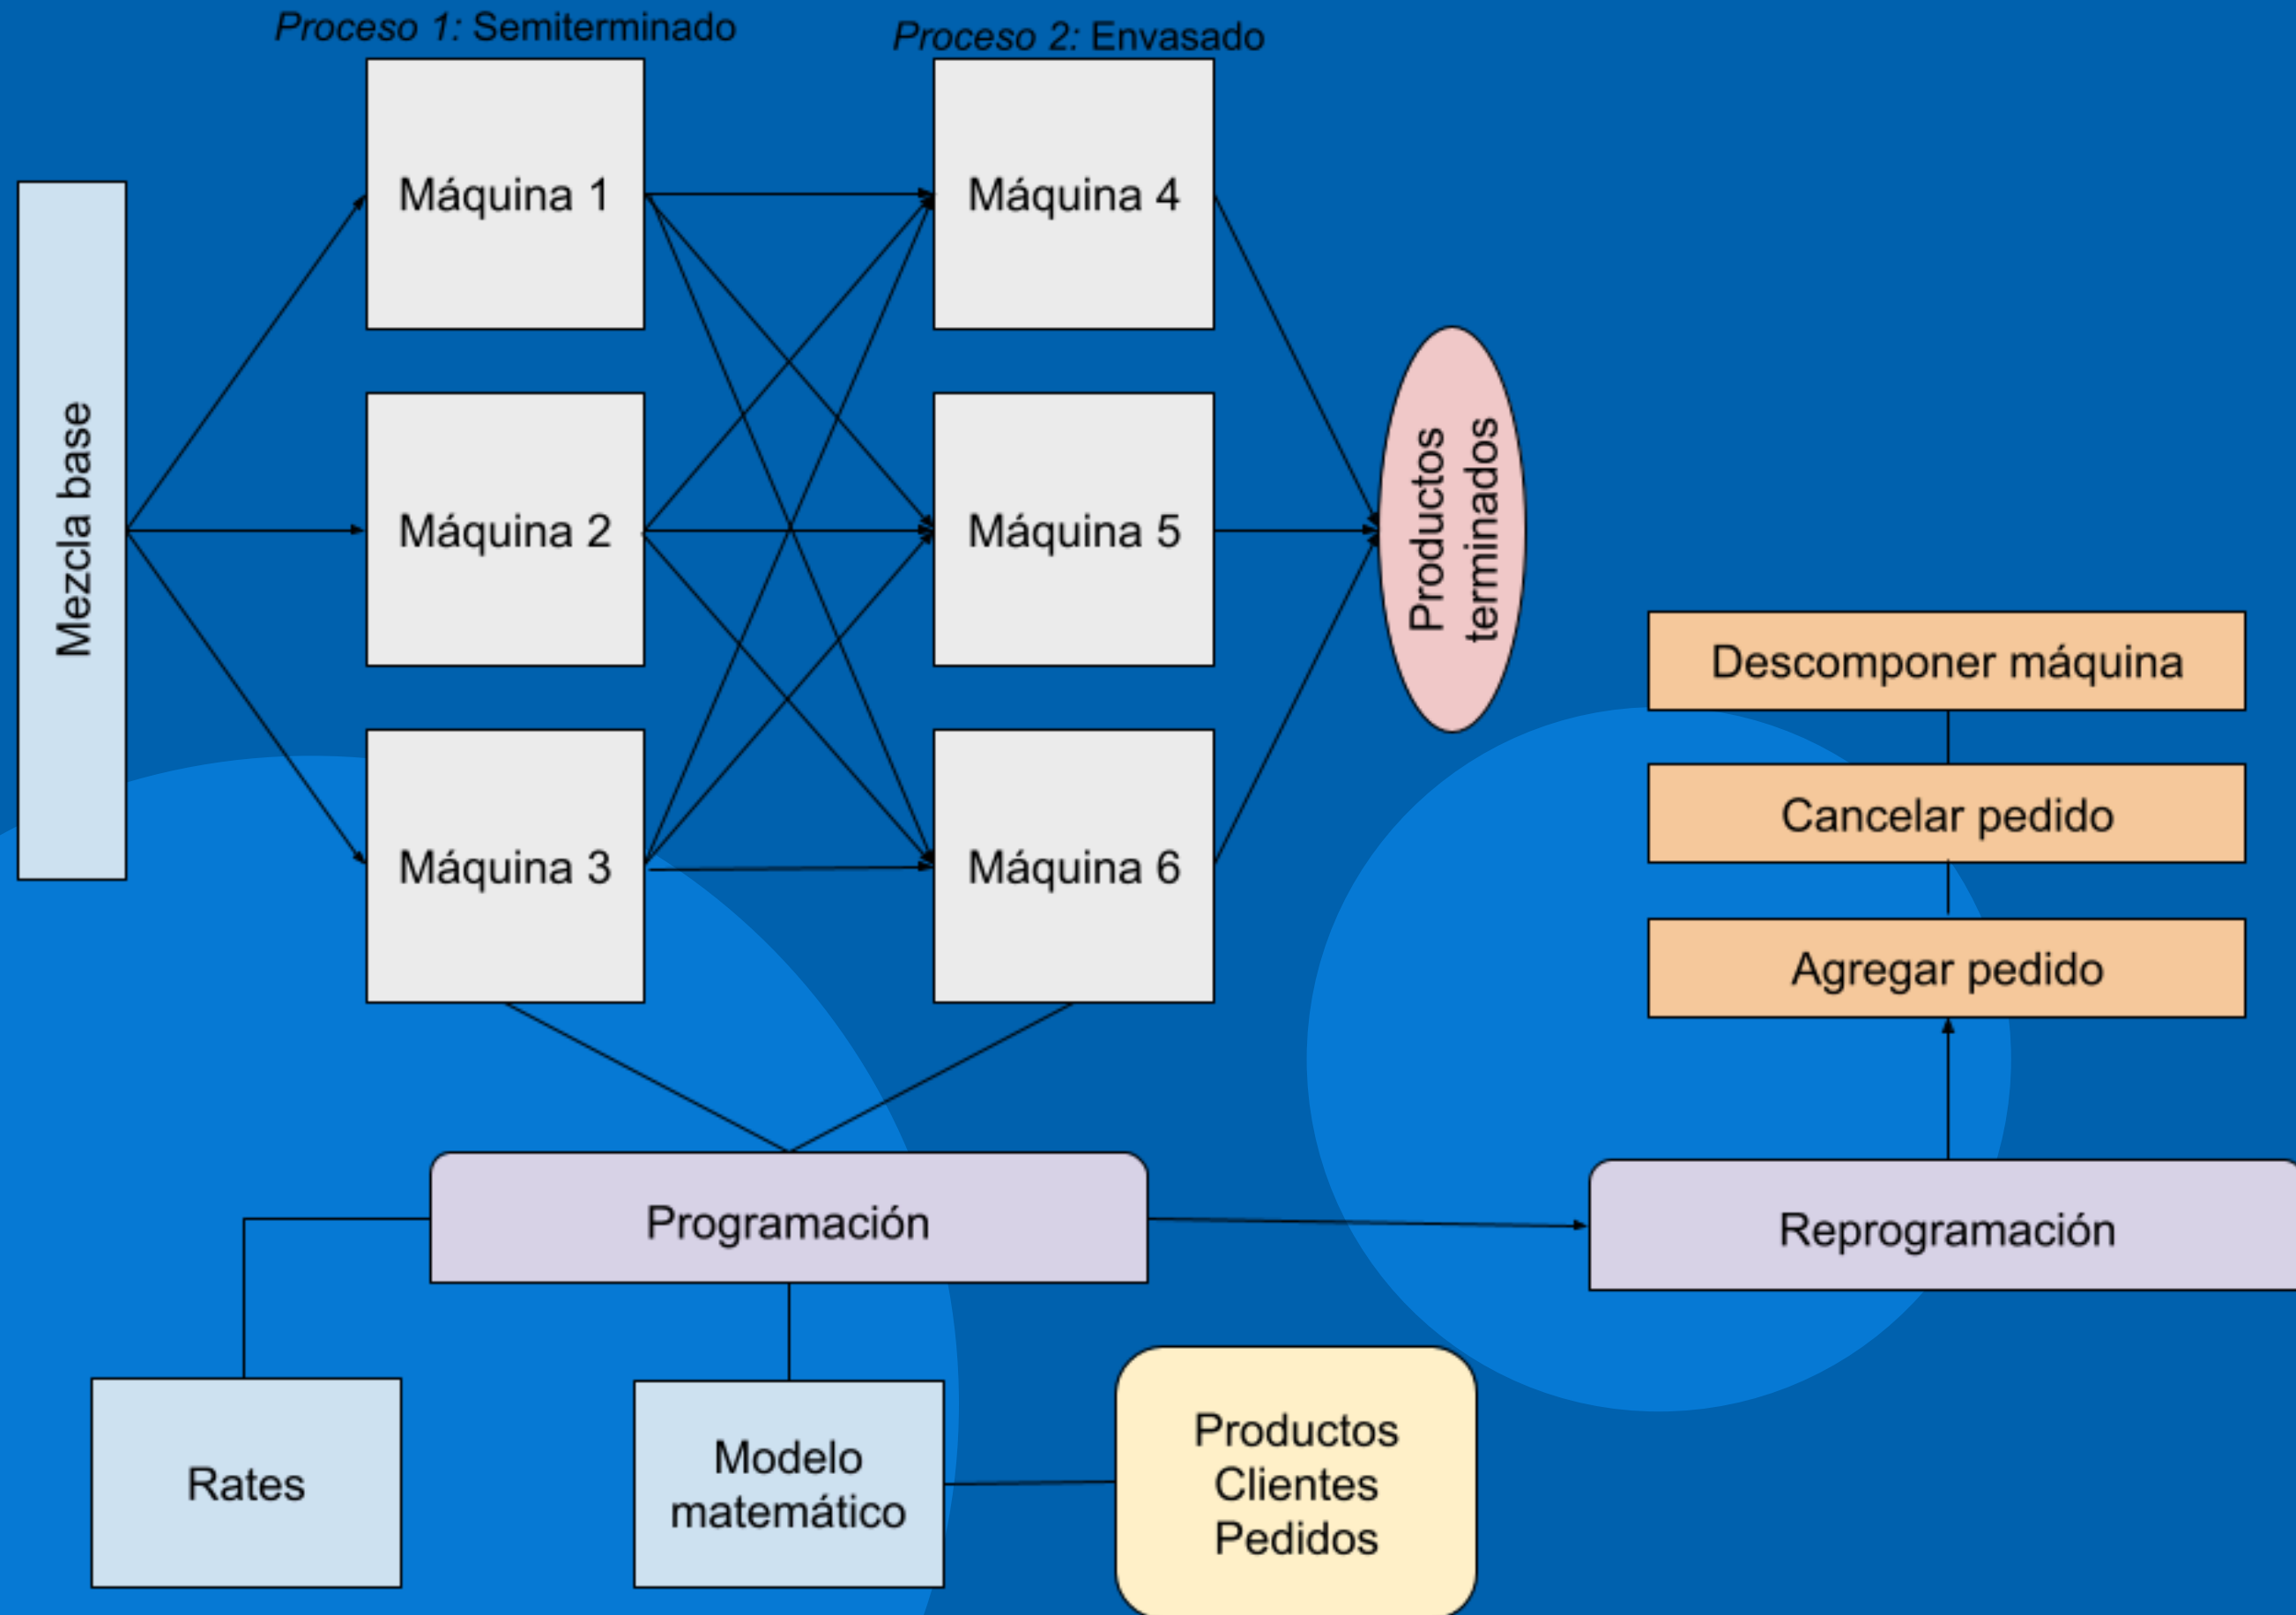 Proceso 1: Semiterminado
Proceso 2: Envasado
Mezcla base
Máquina 1
Máquina 4
Máquina 2
Máquina 5
Máquina 3
Máquina 6
Productos
terminados
Descomponer máquina
Cancelar pedido
Agregar pedido
Programación
Reprogramación
Rates
Modelo
matemático
Productos
Clientes
Pedidos